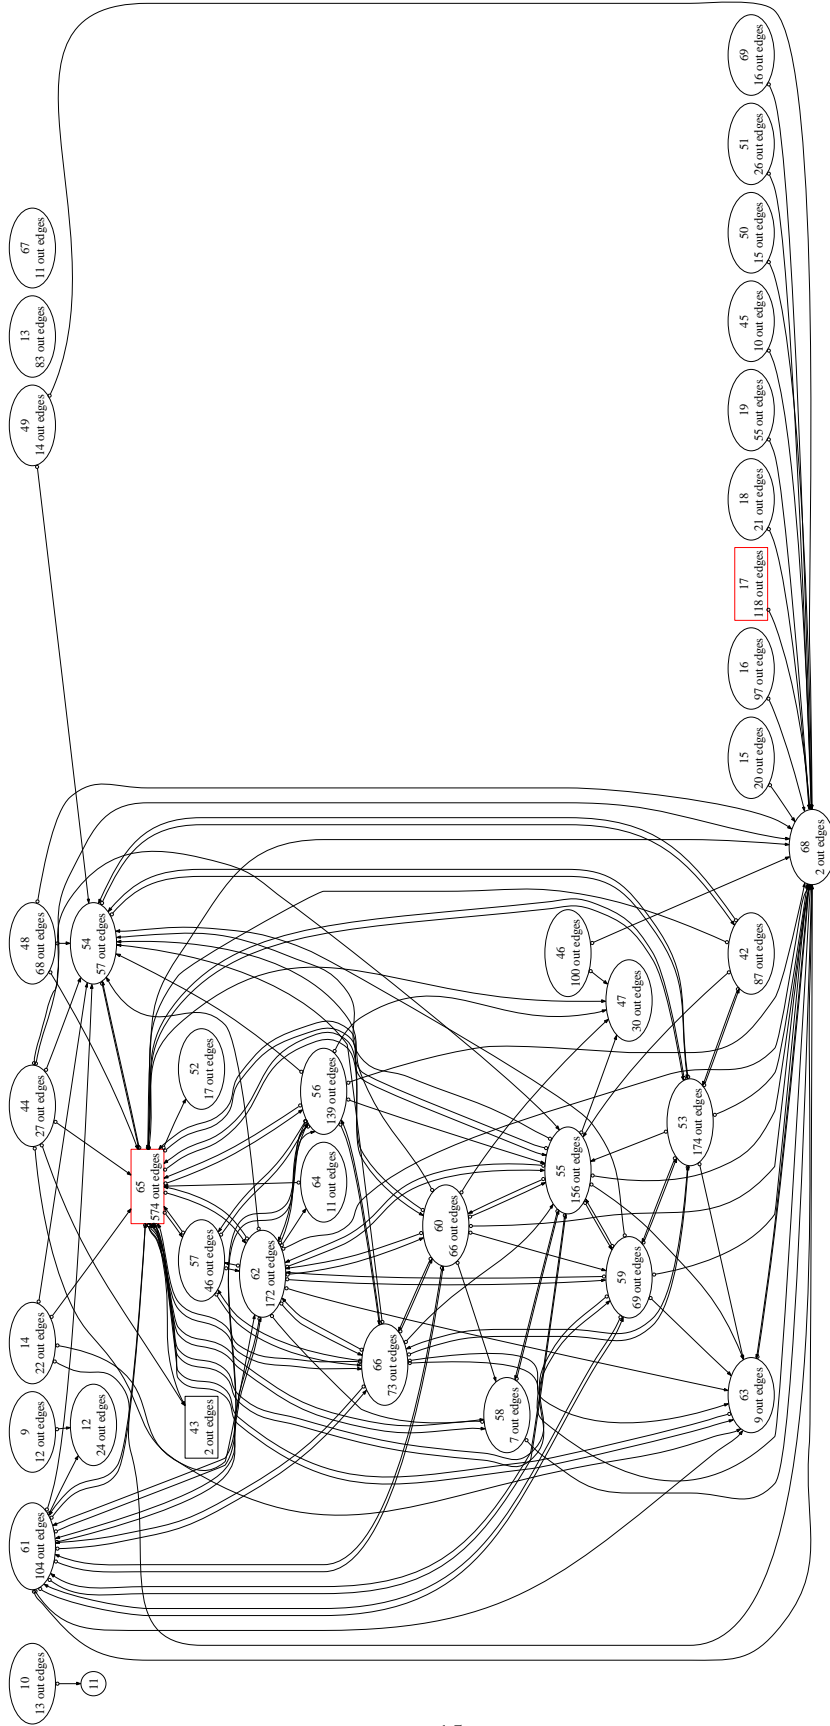 69
16 out edges
51
26 out edges
50
15 out edges
45
10 out edges
19
55 out edges
18
21 out edges
17
118 out edges
16
97 out edges
15
20 out edges
68
2 out edges
67
11 out edges
13
83 out edges
49
14 out edges
48
68 out edges
54
57 out edges
46
100 out edges
47
30 out edges
42
87 out edges
44
27 out edges
52
17 out edges
56
139 out edges
53
174 out edges
65
574 out edges
64
11 out edges
55
156 out edges
60
66 out edges
57
46 out edges
62
172 out edges
59
69 out edges
14
22 out edges
66
73 out edges
63
9 out edges
58
7 out edges
9
12 out edges
12
24 out edges
43
2 out edges
61
104 out edges
10
13 out edges
11